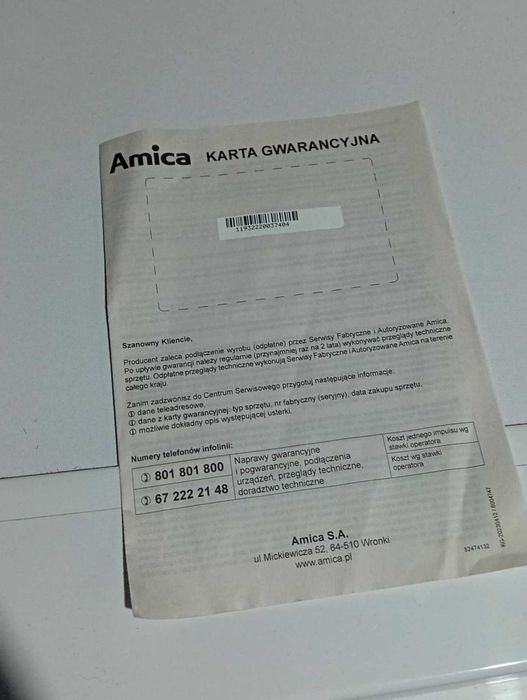 Amica KARTA GWARANCYJNA
11932220037404
Szanowny Kliencie,
Producent zaleca podłączenie wyrobu (odpłatne) przez Serwisy Fabryczne i Autoryzowane Amica.
Po upływie gwarancji należy regularnie (przynajmniej raz na 2 lata) wykonywać przeglądy techniczne
sprzętu. Odpłatne przeglądy techniczne wykonują Serwisy Fabryczne i Autoryzowane Amica na terenie
całego kraju.
Zanim zadzwonisz do Centrum Serwisowego przygotuj następujące informacje:
① dane teleadresowe,
① dane z karty gwarancyjnej: typ sprzętu, nr fabryczny (seryjny), data zakupu sprzętu,
① możliwie dokładny opis występującej usterki.
Numery telefonów infolinii:
801 801 800
67 222 21 48
Naprawy gwarancyjne
i pogwarancyjne, podłączenia
urządzeń, przeglądy techniczne,
doradztwo techniczne
Koszt jednego impulsu wg
stawki operatora
Koszt wg stawki
operatora
Amica S.A.
ul.Mickiewicza 52, 64-510 Wronki
www.amica.pl
52474132